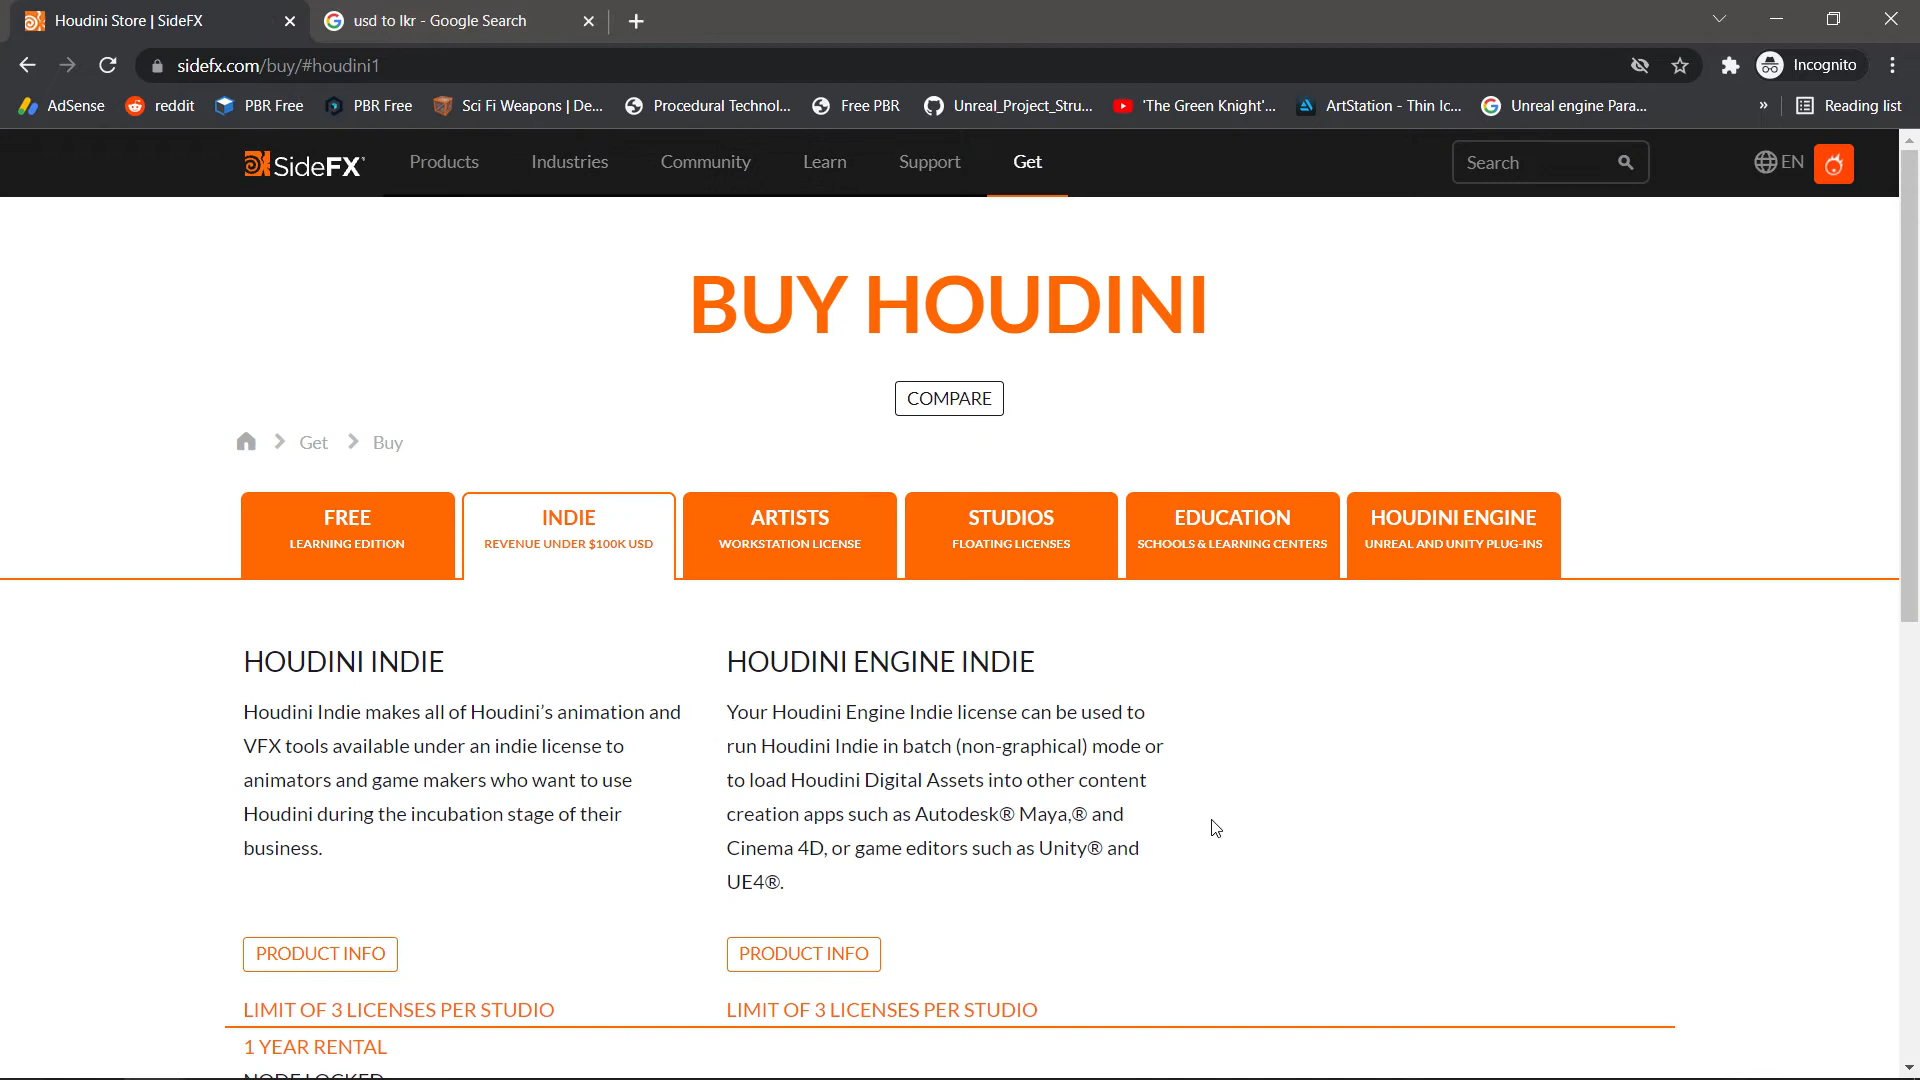 Houdini Store | SideFX
usd to lkr - Google Search
sidefx.com/buy/#houdini1
Incognito
AdSense
reddit
PBR Free
PBR Free
Sci Fi Weapons | De...
Procedural Technol...
Free PBR
Unreal_Project_Stru...
'The Green Knight'...
ArtStation - Thin Ic...
Unreal engine Para...
»
Reading list
SideFX
Products
Industries
Community
Learn
Support
Get
Search
EN
BUY HOUDINI
COMPARE
Get
Buy
FREE
LEARNING EDITION
INDIE
REVENUE UNDER $100K USD
ARTISTS
WORKSTATION LICENSE
STUDIOS
FLOATING LICENSES
EDUCATION
SCHOOLS & LEARNING CENTERS
HOUDINI ENGINE
UNREAL AND UNITY PLUG-INS
HOUDINI INDIE
Houdini Indie makes all of Houdini’s animation and
VFX tools available under an indie license to
animators and game makers who want to use
Houdini during the incubation stage of their
business.
PRODUCT INFO
LIMIT OF 3 LICENSES PER STUDIO
HOUDINI ENGINE INDIE
Your Houdini Engine Indie license can be used to
run Houdini Indie in batch (non-graphical) mode or
to load Houdini Digital Assets into other content
creation apps such as Autodesk® Maya,® and
Cinema 4D, or game editors such as Unity® and
UE4®.
PRODUCT INFO
LIMIT OF 3 LICENSES PER STUDIO
1 YEAR RENTAL
NODE LOCKED